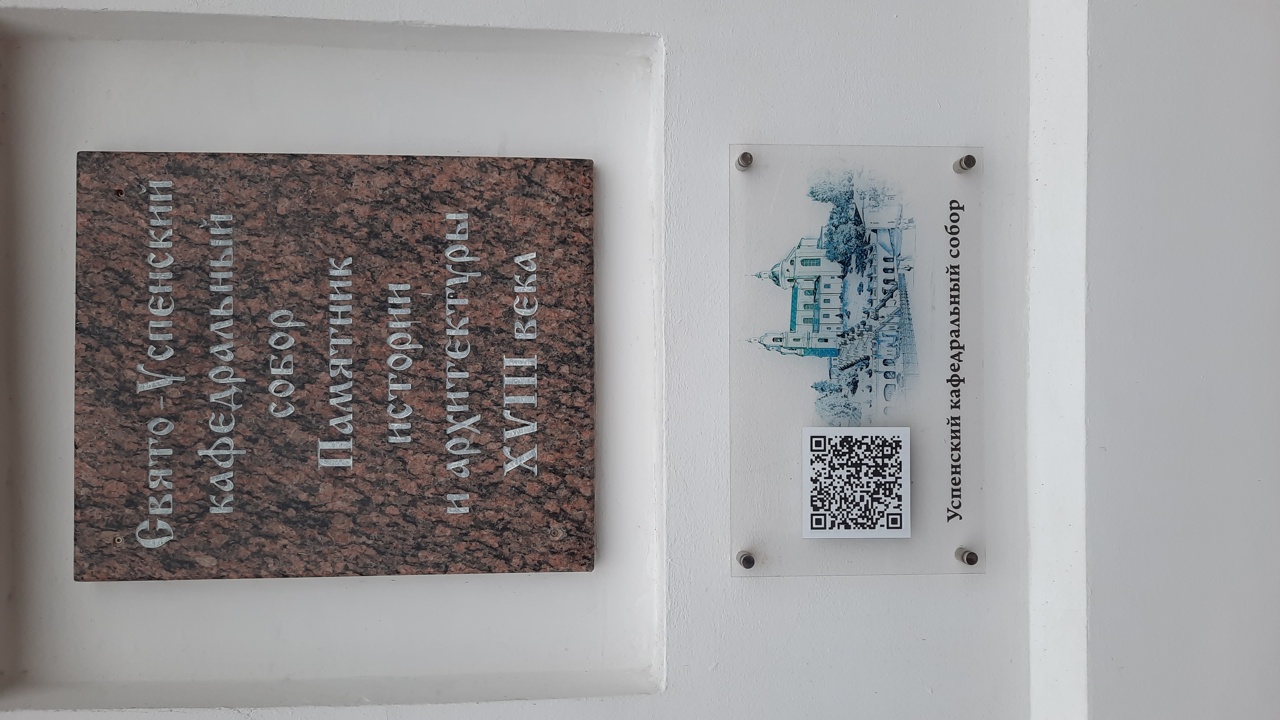 Свято-Успенский
кафедральный
собор
Памятник
истории
и архитектуры
XVIII века
Успенский кафедральный собор